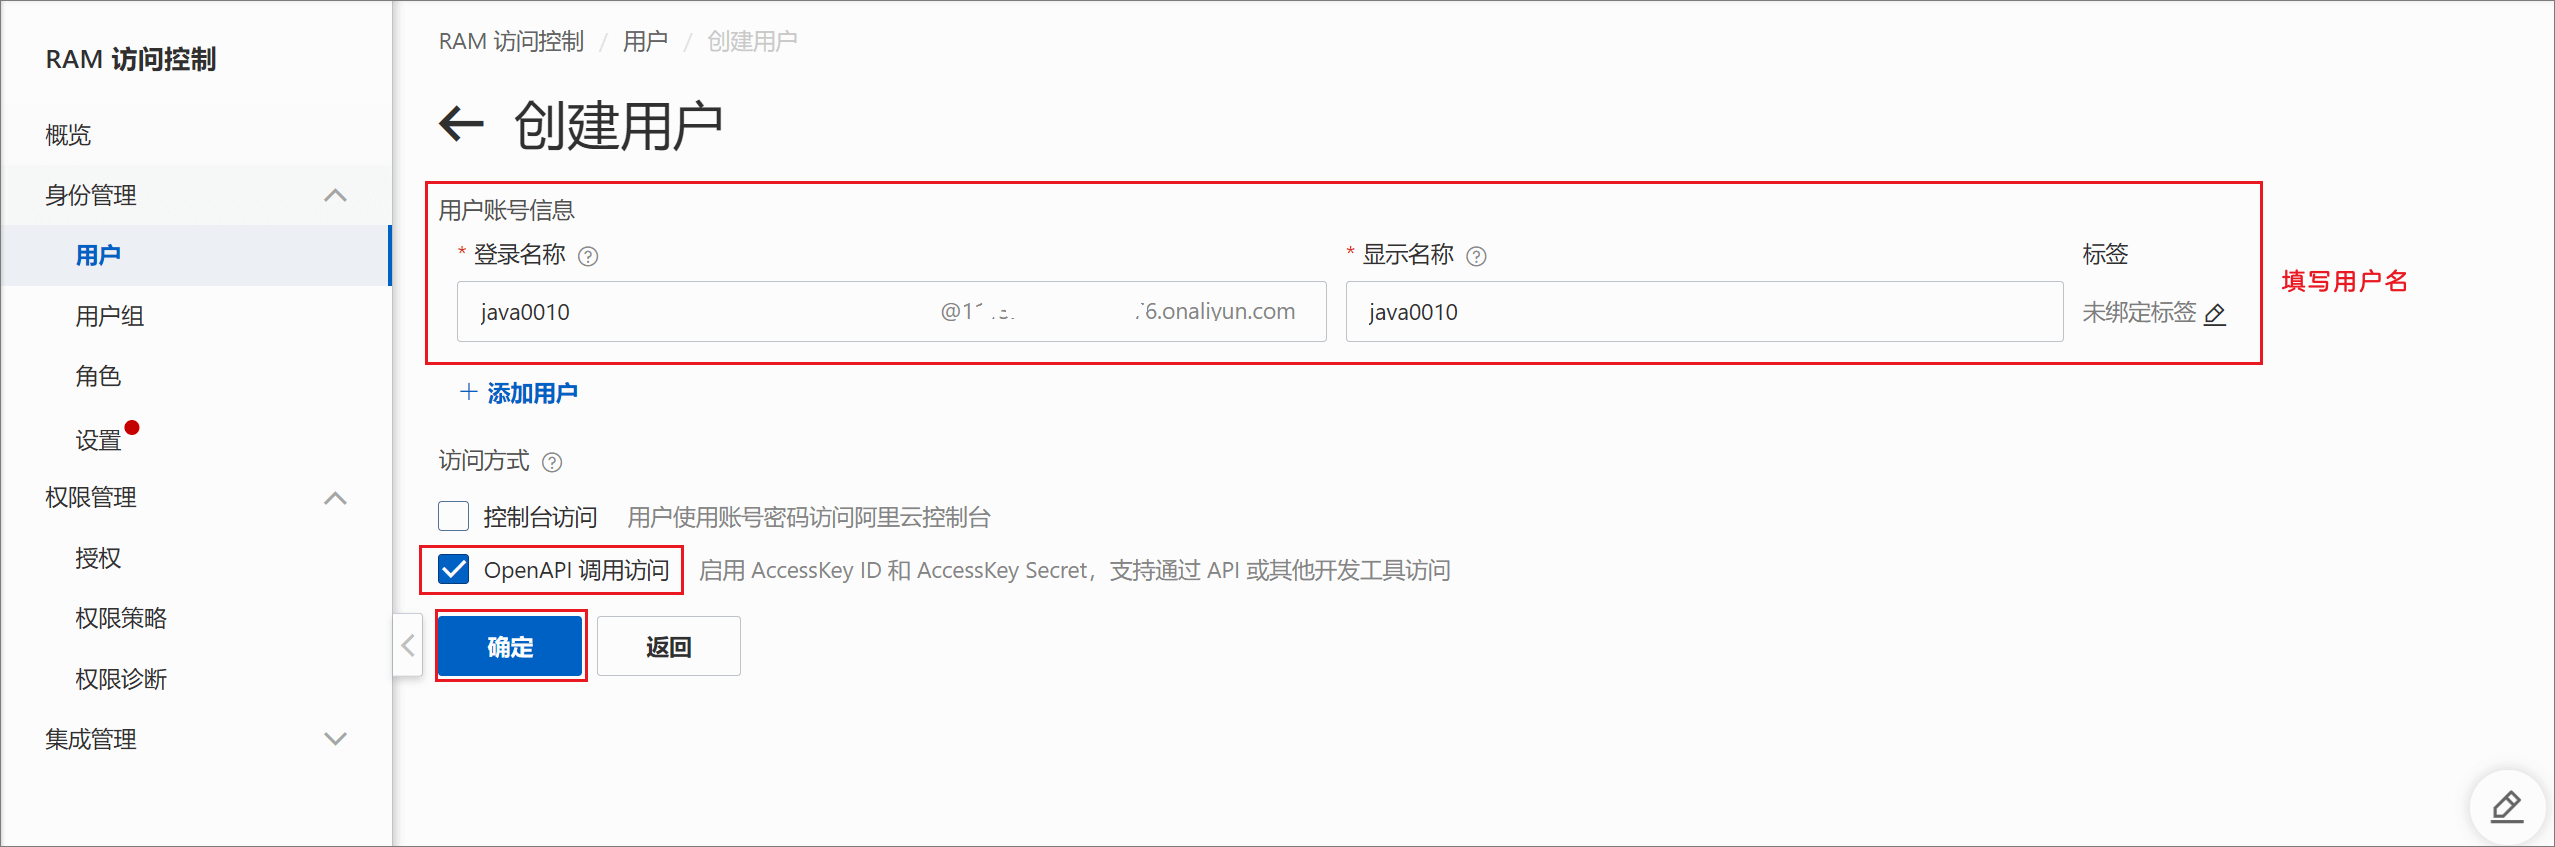 RAM 访问控制
概览
身份管理
用户
用户组
角色
设置
权限管理
授权
权限策略
权限诊断
集成管理
RAM 访问控制 / 用户 / 创建用户
创建用户
用户账号信息
* 登录名称
* 显示名称
标签
java0010
6.onaliyun.com
java0010
未绑定标签
填写用户名
+ 添加用户
访问方式
控制台访问 用户使用账号密码访问阿里云控制台
OpenAPI 调用访问 启用 AccessKey ID 和 AccessKey Secret，支持通过 API 或其他开发工具访问
确定
返回